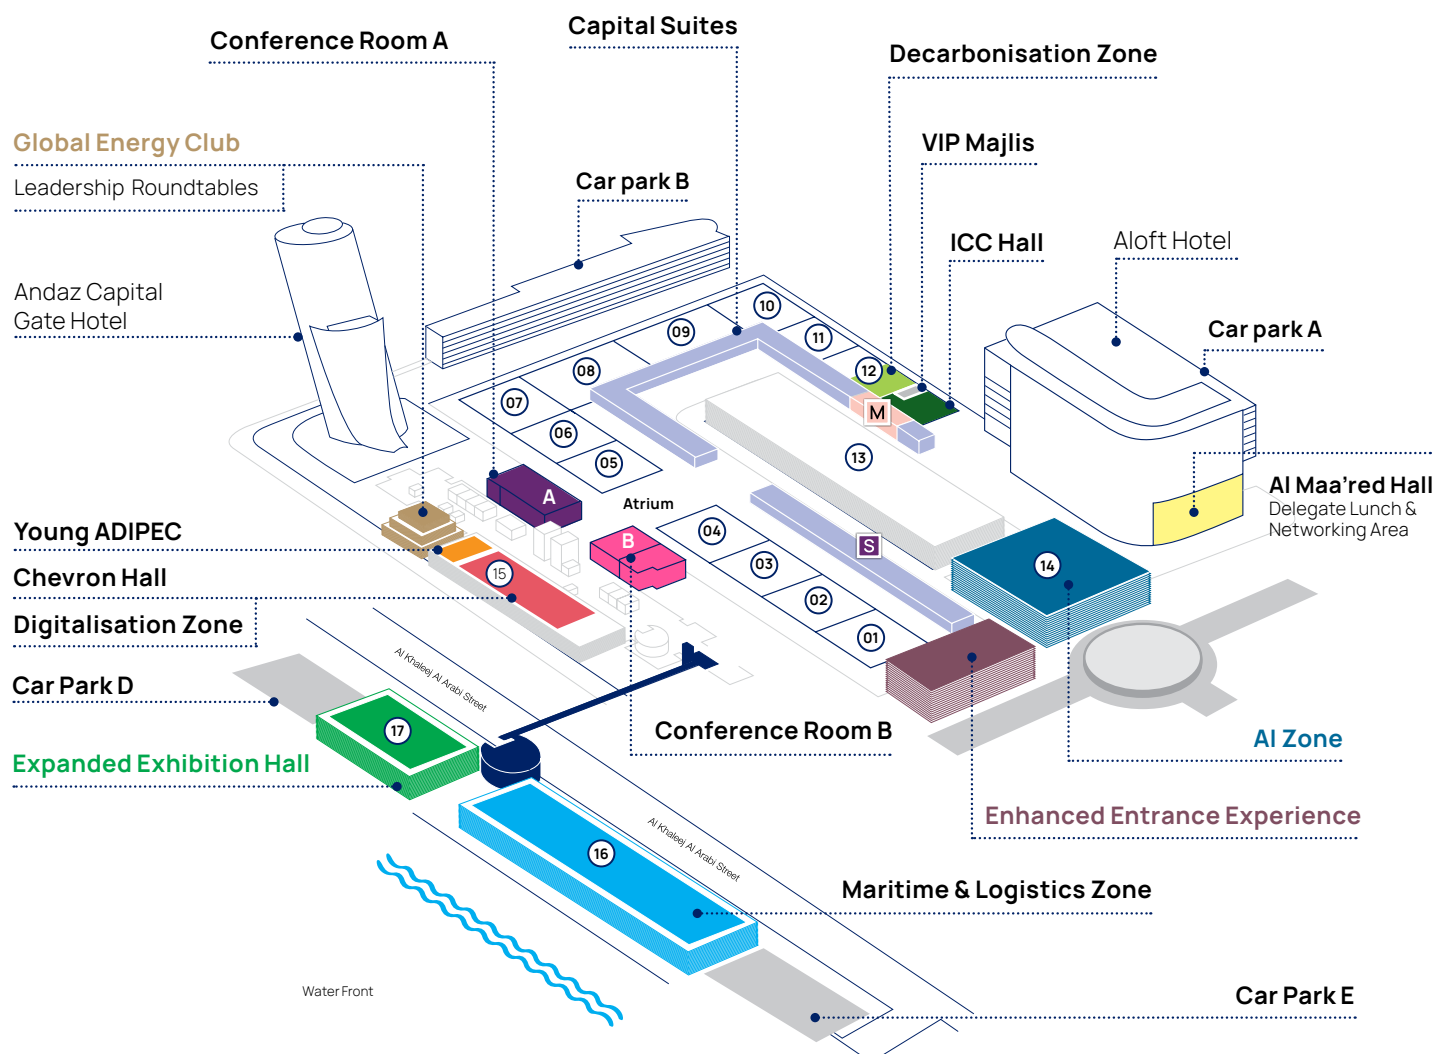 Capital Suites
Conference Room A
Decarbonisation Zone
Global Energy Club
VIP Majlis
Leadership Roundtables
Car park B
ICC Hall
Aloft Hotel
Andaz Capital
Gate Hotel
Car park A
10
09
11
08
12
07
M
06
13
05
Al Maa’red Hall
Delegate Lunch &
Networking Area
A
Atrium
Young ADIPEC
04
B
S
03
14
15
Chevron Hall
02
Digitalisation Zone
01
Al Khaleej Al Arabi Street
Car Park D
17
Conference Room B
AI Zone
Expanded Exhibition Hall
Enhanced Entrance Experience
16
Al Khaleej Al Arabi Street
Maritime & Logistics Zone
Water Front
Car Park E